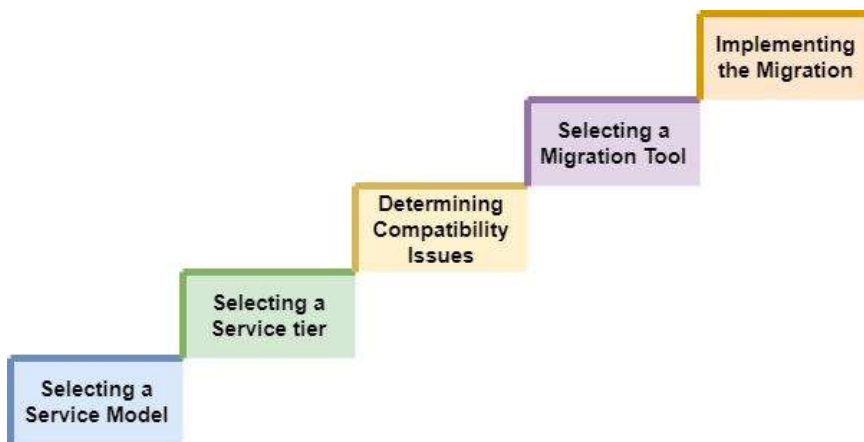 Implementing
the Migration
Selecting a
Migration Tool
Determining
Compatibility
Issues
Selecting a
Service tier
Selecting a
Service Model